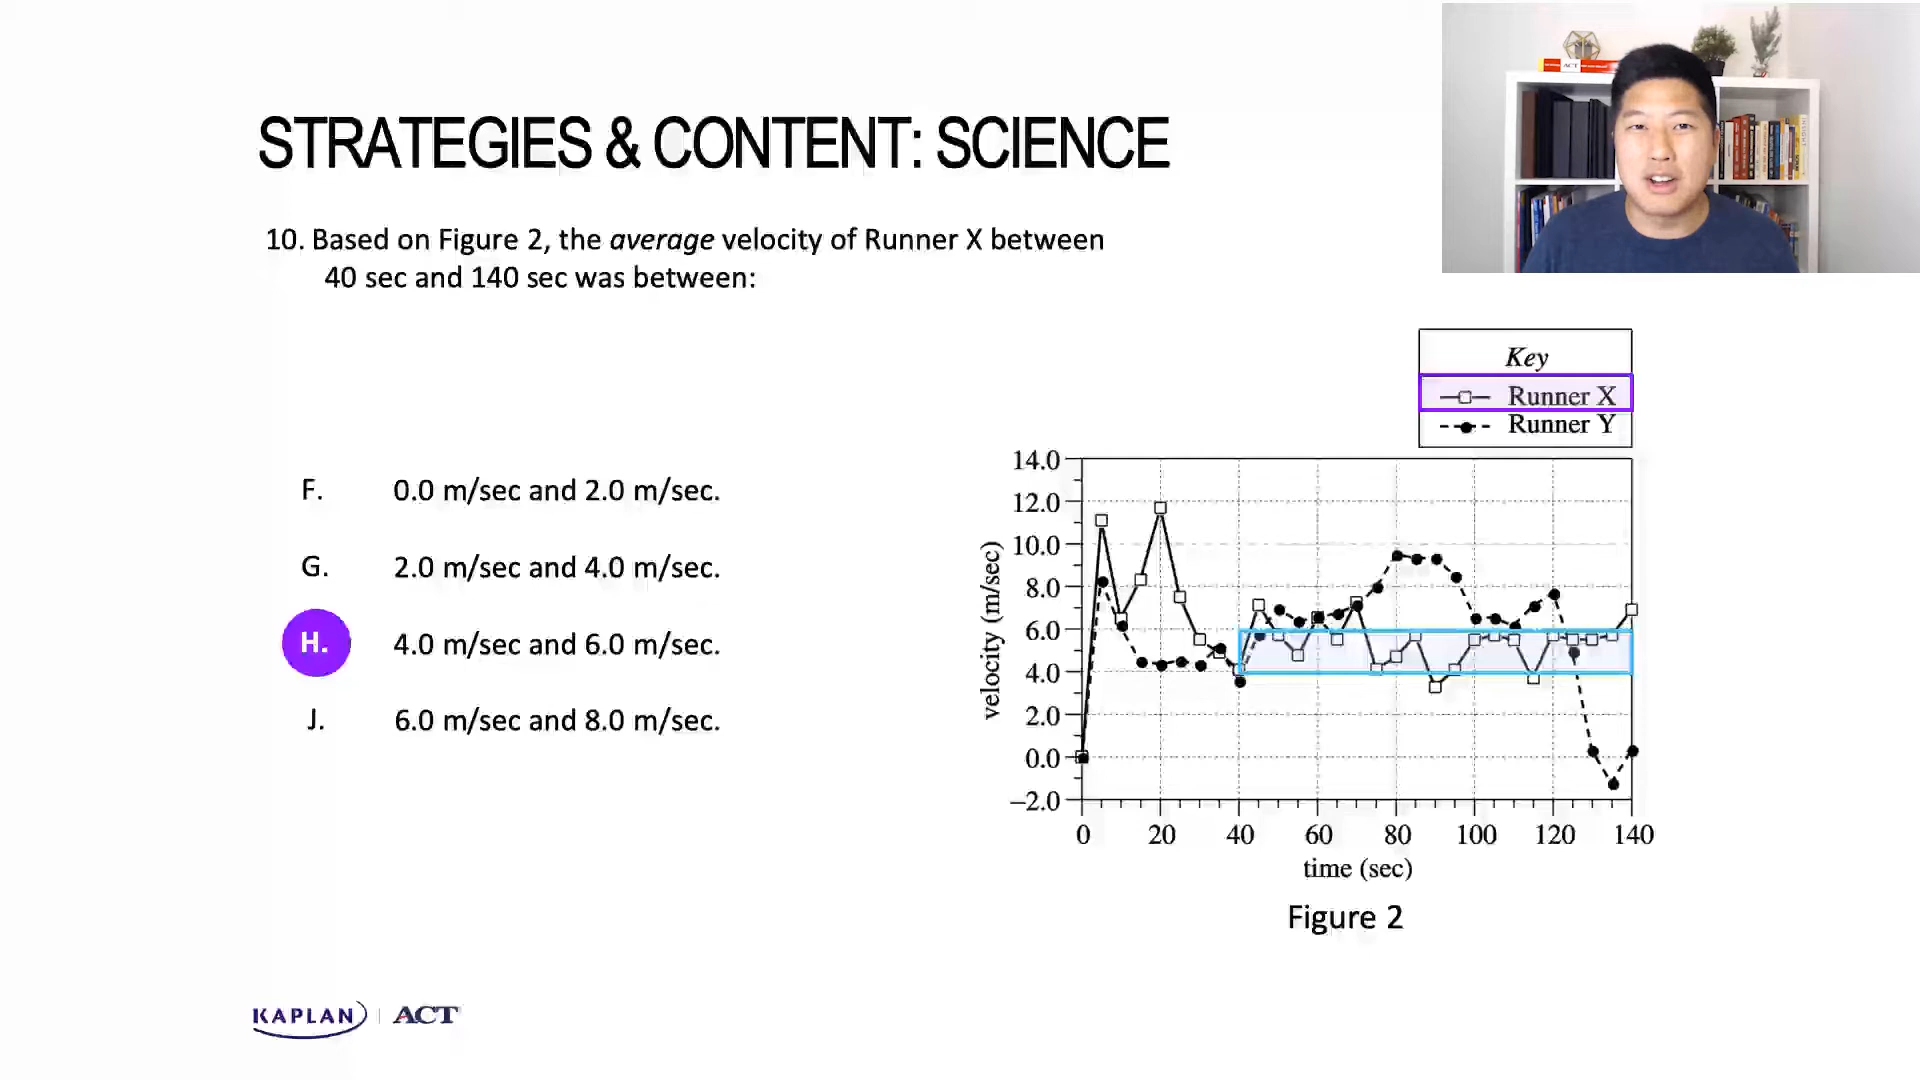 ACT
STRATEGIES & CONTENT: SCIENCE
10. Based on Figure 2, the average velocity of Runner X between
40 sec and 140 sec was between:
F. 0.0 m/sec and 2.0 m/sec.
G. 2.0 m/sec and 4.0 m/sec.
H. 4.0 m/sec and 6.0 m/sec.
J. 6.0 m/sec and 8.0 m/sec.
Key
Runner X
Runner Y
velocity (m/sec)
14.0
12.0
10.0
8.0
6.0
4.0
2.0
0.0
–2.0
0 20 40 60 80 100 120 140
time (sec)
Figure 2
KAPLAN | ACT